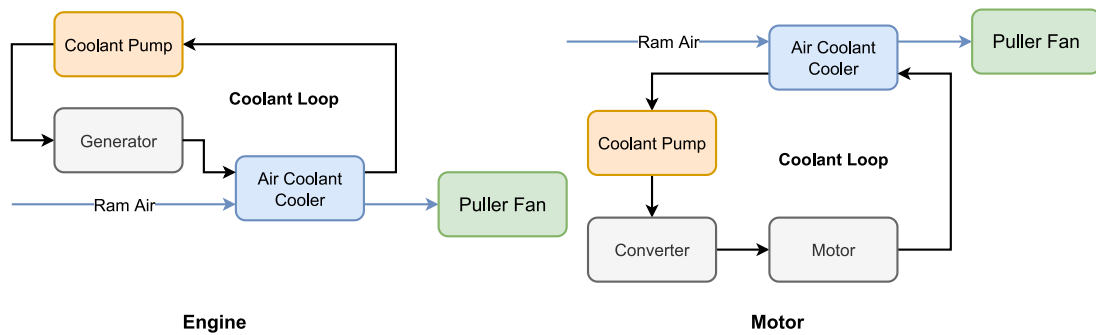 Coolant Pump
Coolant Loop
Generator
Air Coolant
Cooler
Ram Air
Puller Fan
Engine
Ram Air
Air Coolant
Cooler
Puller Fan
Coolant Pump
Coolant Loop
Converter
Motor
Motor